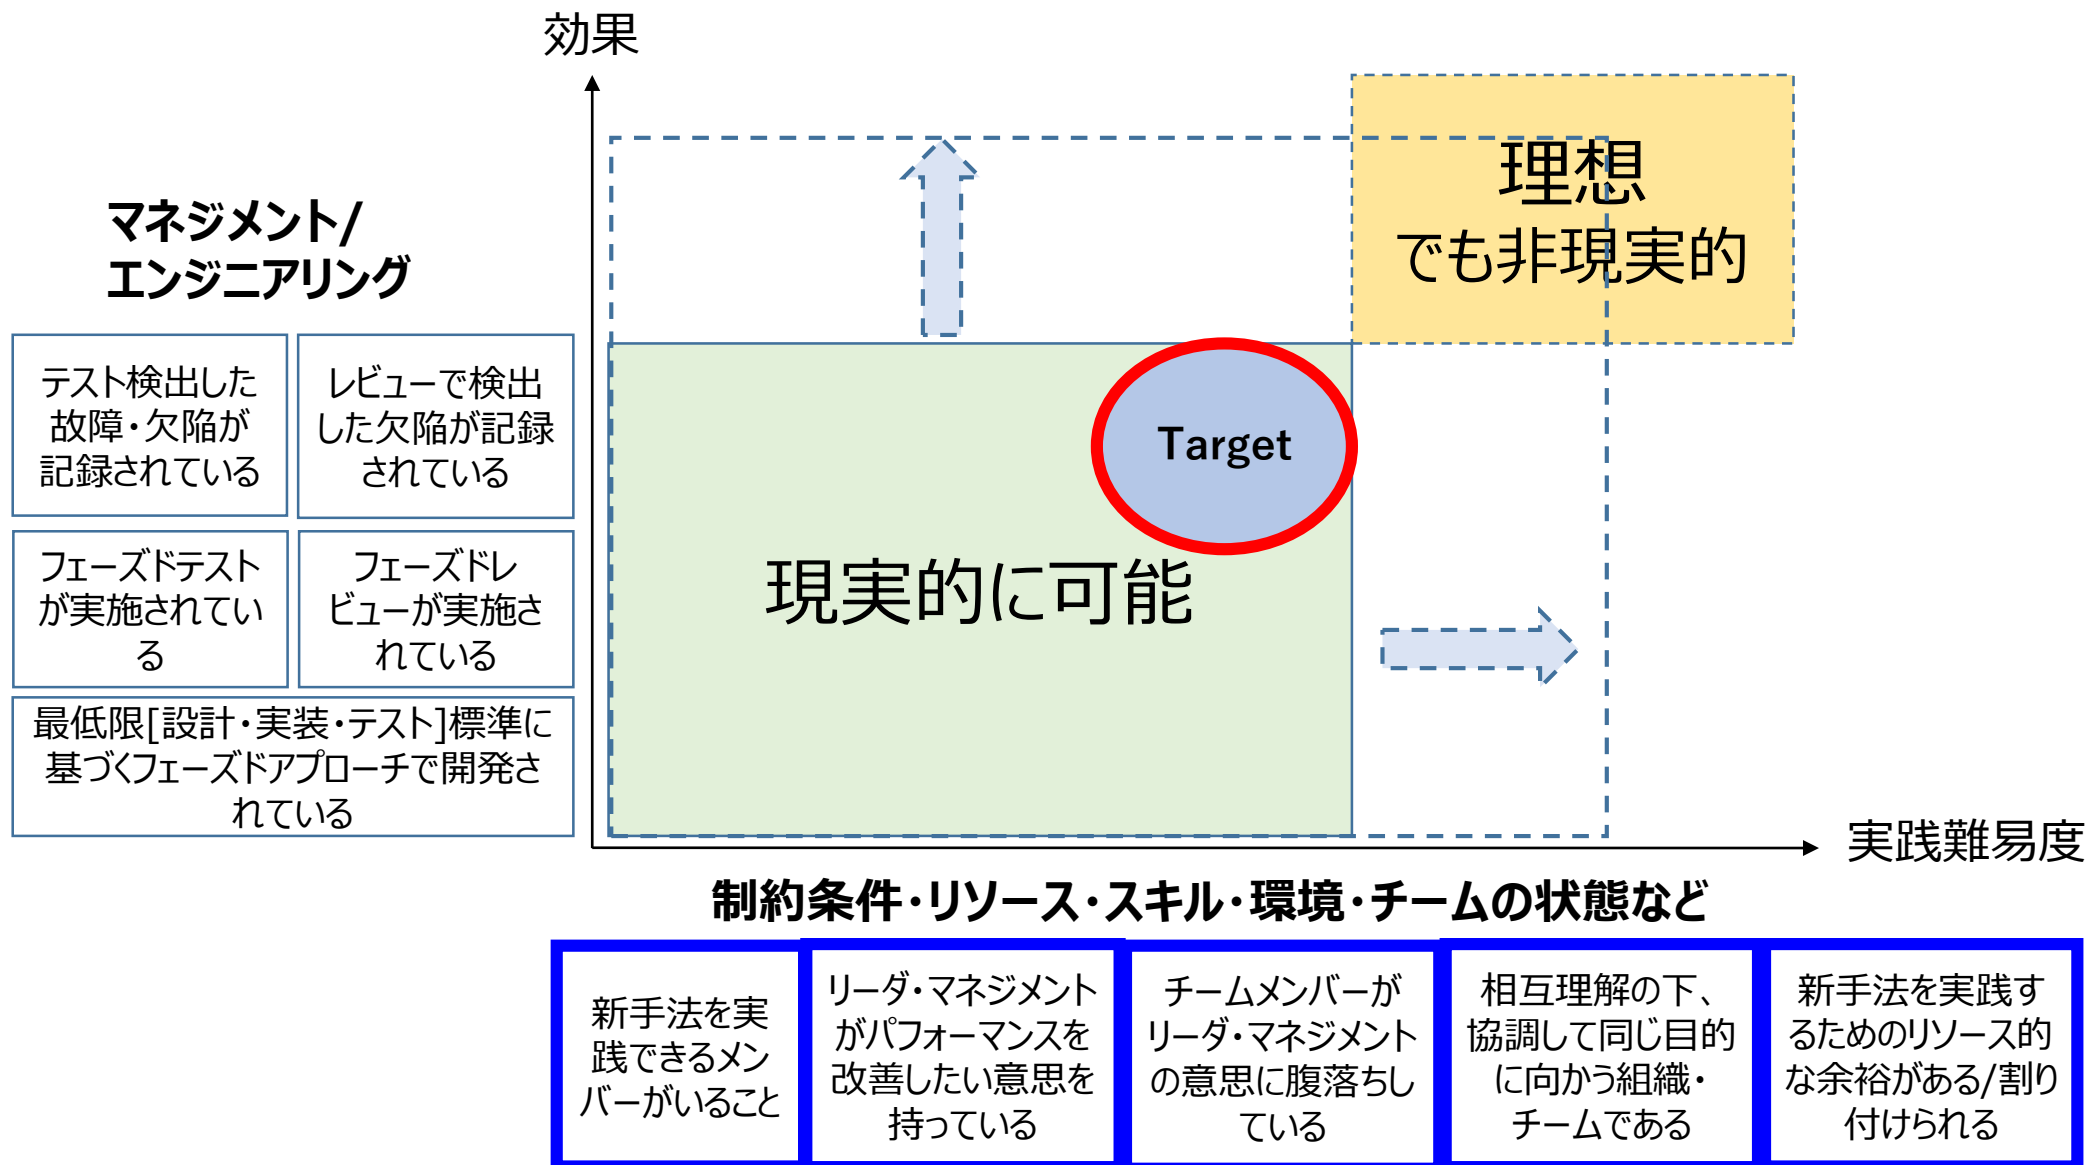 効果
理想
でも非現実的
マネジメント/
エンジニアリング
テスト検出した
故障・欠陥が
記録されている
レビューで検出
した欠陥が記録
されている
フェーズドテスト
が実施されてい
る
フェーズドレ
ビューが実施さ
れている
最低限[設計・実装・テスト]標準に
基づくフェーズドアプローチで開発さ
れている
Target
現実的に可能
実践難易度
制約条件・リソース・スキル・環境・チームの状態など
新手法を実
践できるメン
バーがいること
リーダ・マネジメント
がパフォーマンスを
改善したい意思を
持っている
チームメンバーが
リーダ・マネジメント
の意思に腹落ちし
ている
相互理解の下、
協調して同じ目的
に向かう組織・
チームである
新手法を実践す
るためのリソース的
な余裕がある/割り
付けられる